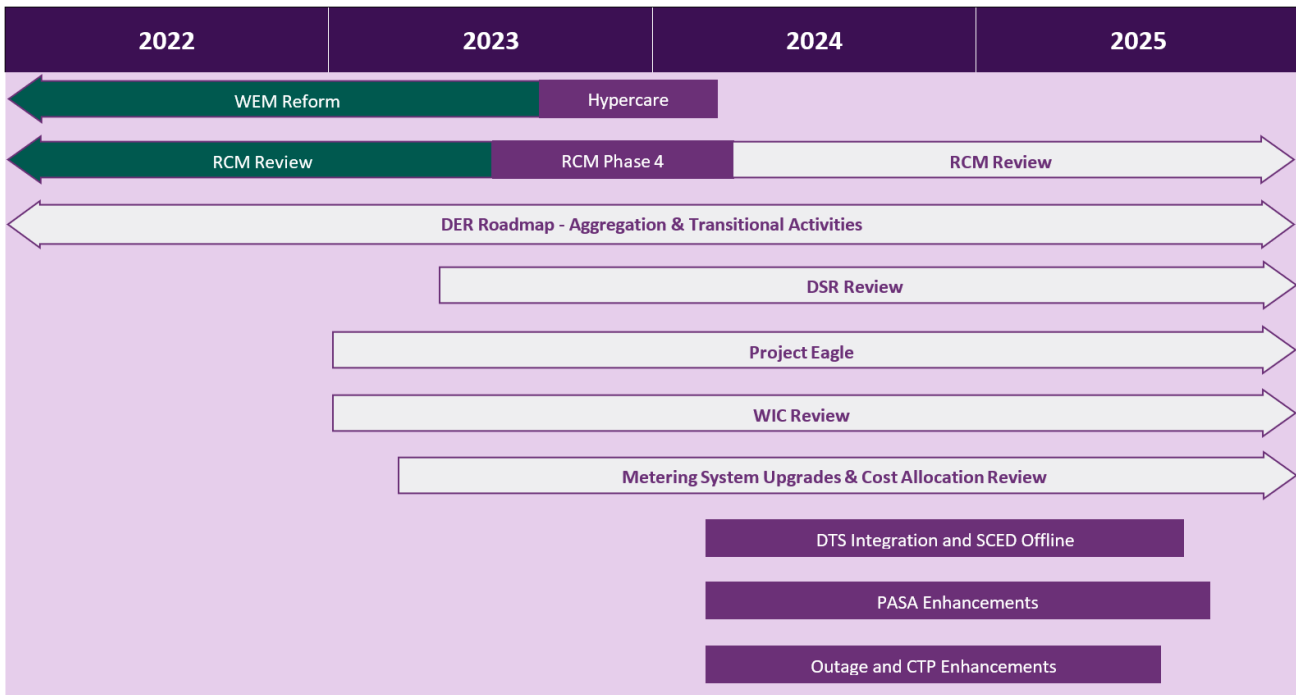 2022 2023 2024 2025
WEM Reform Hypercare
RCM Review RCM Phase 4 RCM Review
DER Roadmap - Aggregation & Transitional Activities
DSR Review
Project Eagle
WIC Review
Metering System Upgrades & Cost Allocation Review
DTS Integration and SCED Offline
PASA Enhancements
Outage and CTP Enhancements